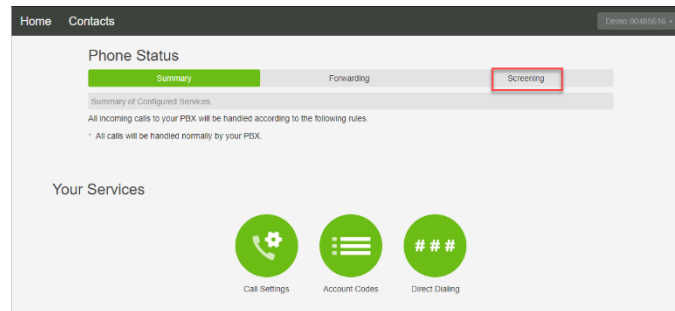 Home Contacts Demo 00485616
Phone Status
Summary Forwarding Screening
Summary of Configured Services
All incoming calls to your PBX will be handled according to the following rules.
* All calls will be handled normally by your PBX.
Your Services
# # #
Call Settings Account Codes Direct Dialing